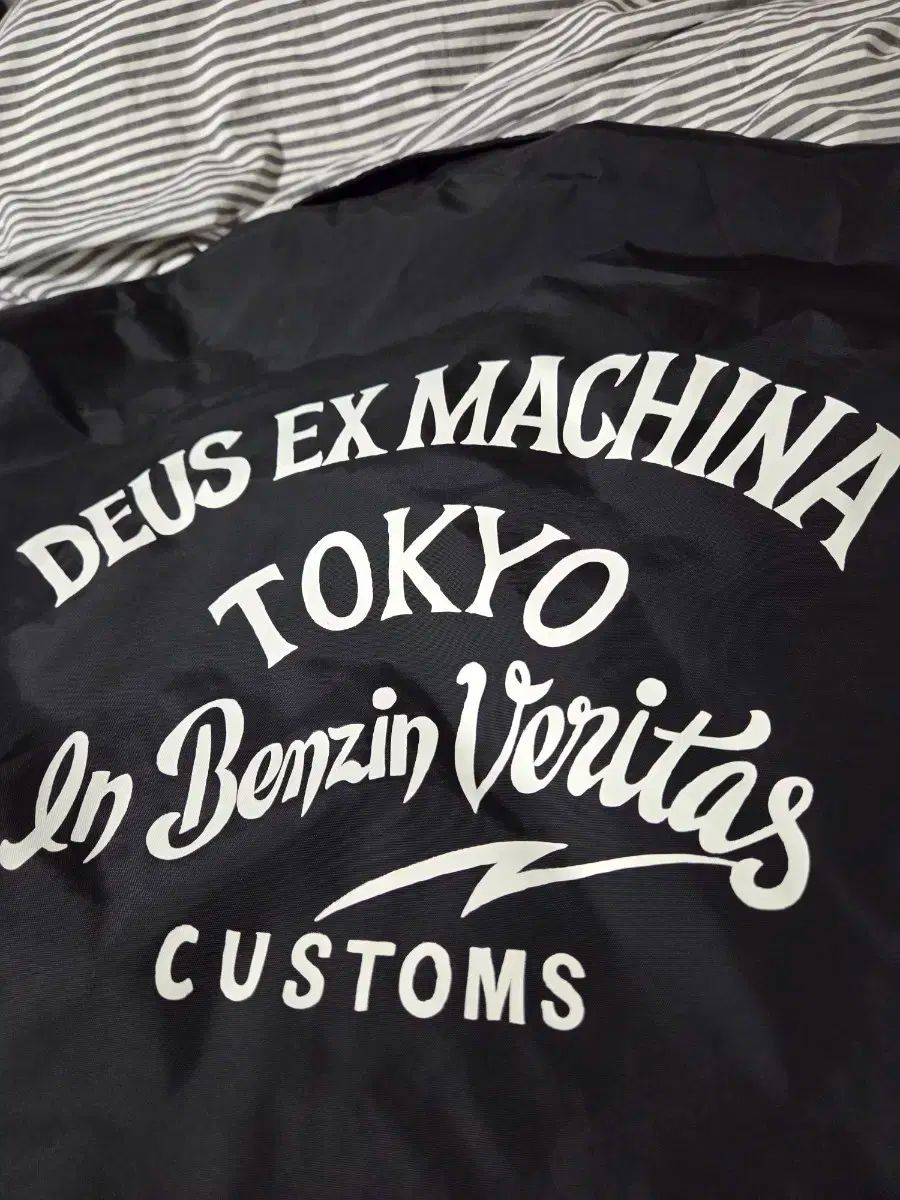 DEUS EX MACHINA
TOKYO
In Benzin Veritas
CUSTOMS